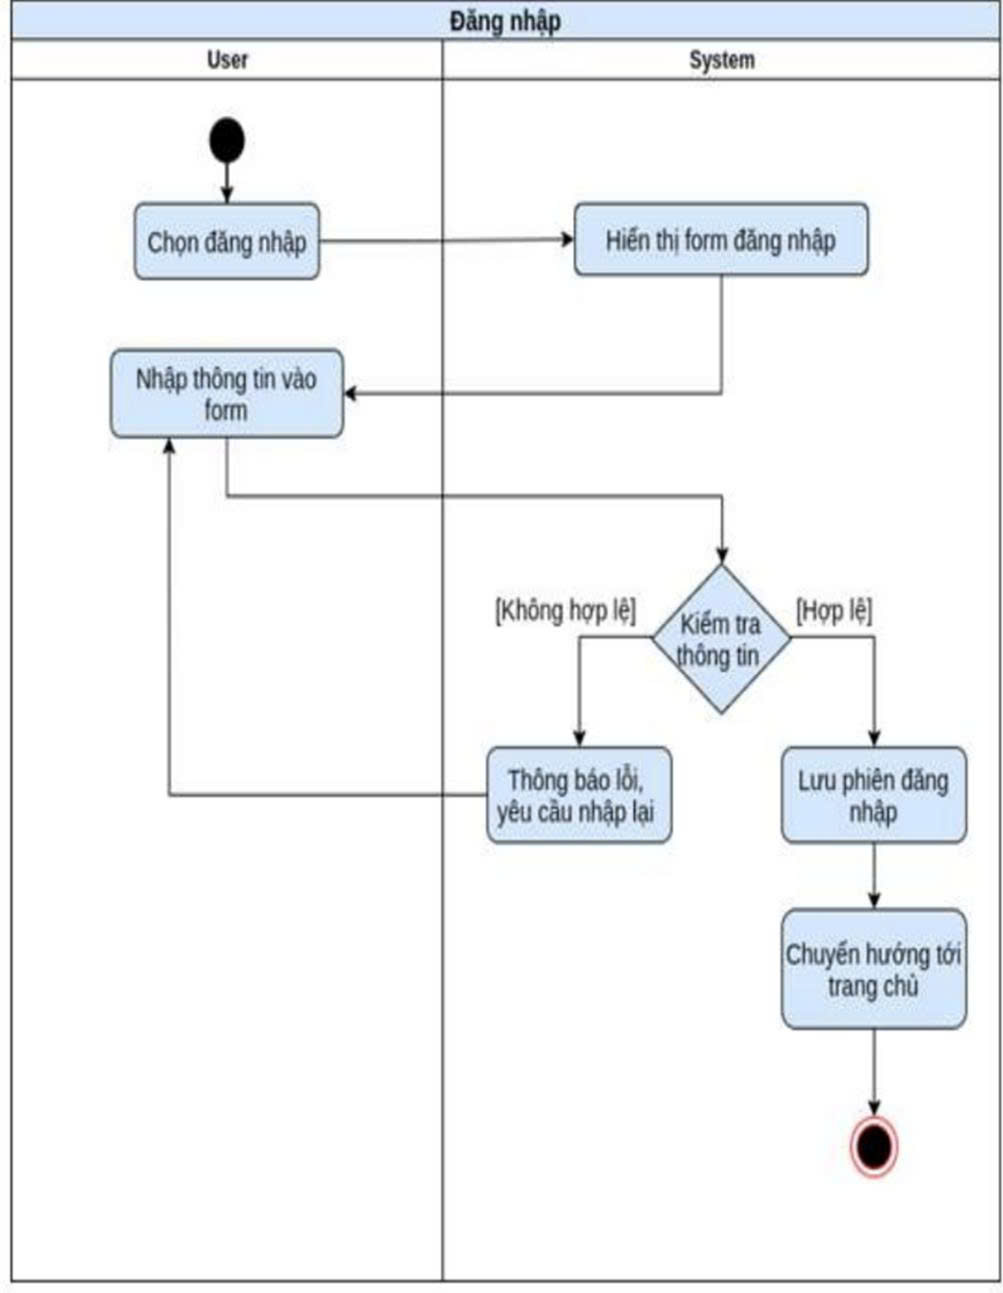 Đăng nhập
User
System
Chọn đăng nhập
Hiển thị form đăng nhập
Nhập thông tin vào
form
[Không hợp lệ]
[Hợp lệ]
Kiểm tra
thông tin
Thông báo lỗi,
yêu cầu nhập lại
Lưu phiên đăng
nhập
Chuyển hướng tới
trang chủ